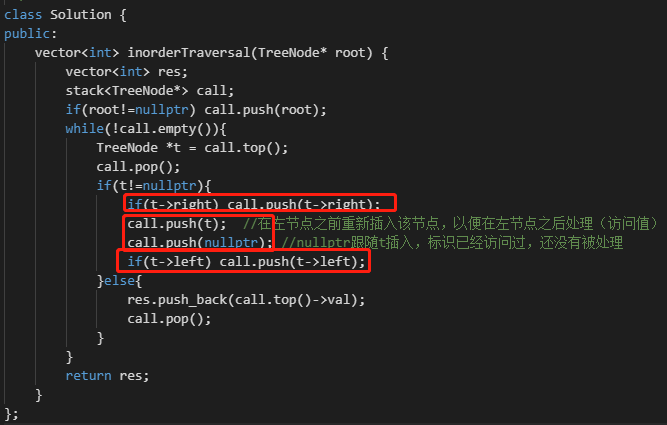 class Solution {
public:
    vector<int> inorderTraversal(TreeNode* root) {
        vector<int> res;
        stack<TreeNode*> call;
        if(root!=nullptr) call.push(root);
        while(!call.empty()){
            TreeNode *t = call.top();
            call.pop();
            if(t!=nullptr){
                if(t->right) call.push(t->right);
                call.push(t);  //在左节点之前重新插入该节点，以便在左节点之后处理（访问值）
                call.push(nullptr); //nullptr跟随t插入，标识已经访问过，还没有被处理
                if(t->left) call.push(t->left);
            }else{
                res.push_back(call.top()->val);
                call.pop();
            }
        }
        return res;
    }
};